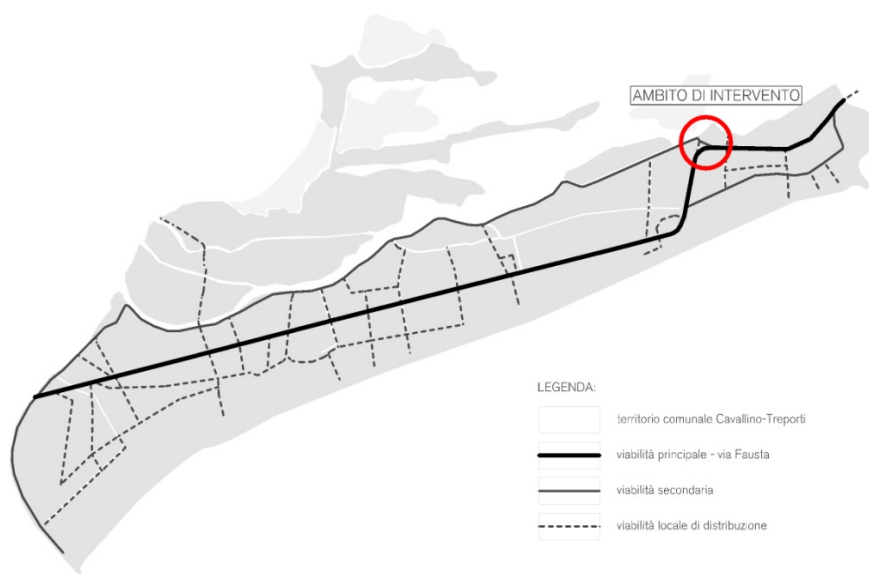 AMBITO DI INTERVENTO
LEGENDA:
territorio comunale Cavallino-Treporti
viabilità principale - via Fausta
viabilità secondaria
viabilità locale di distribuzione